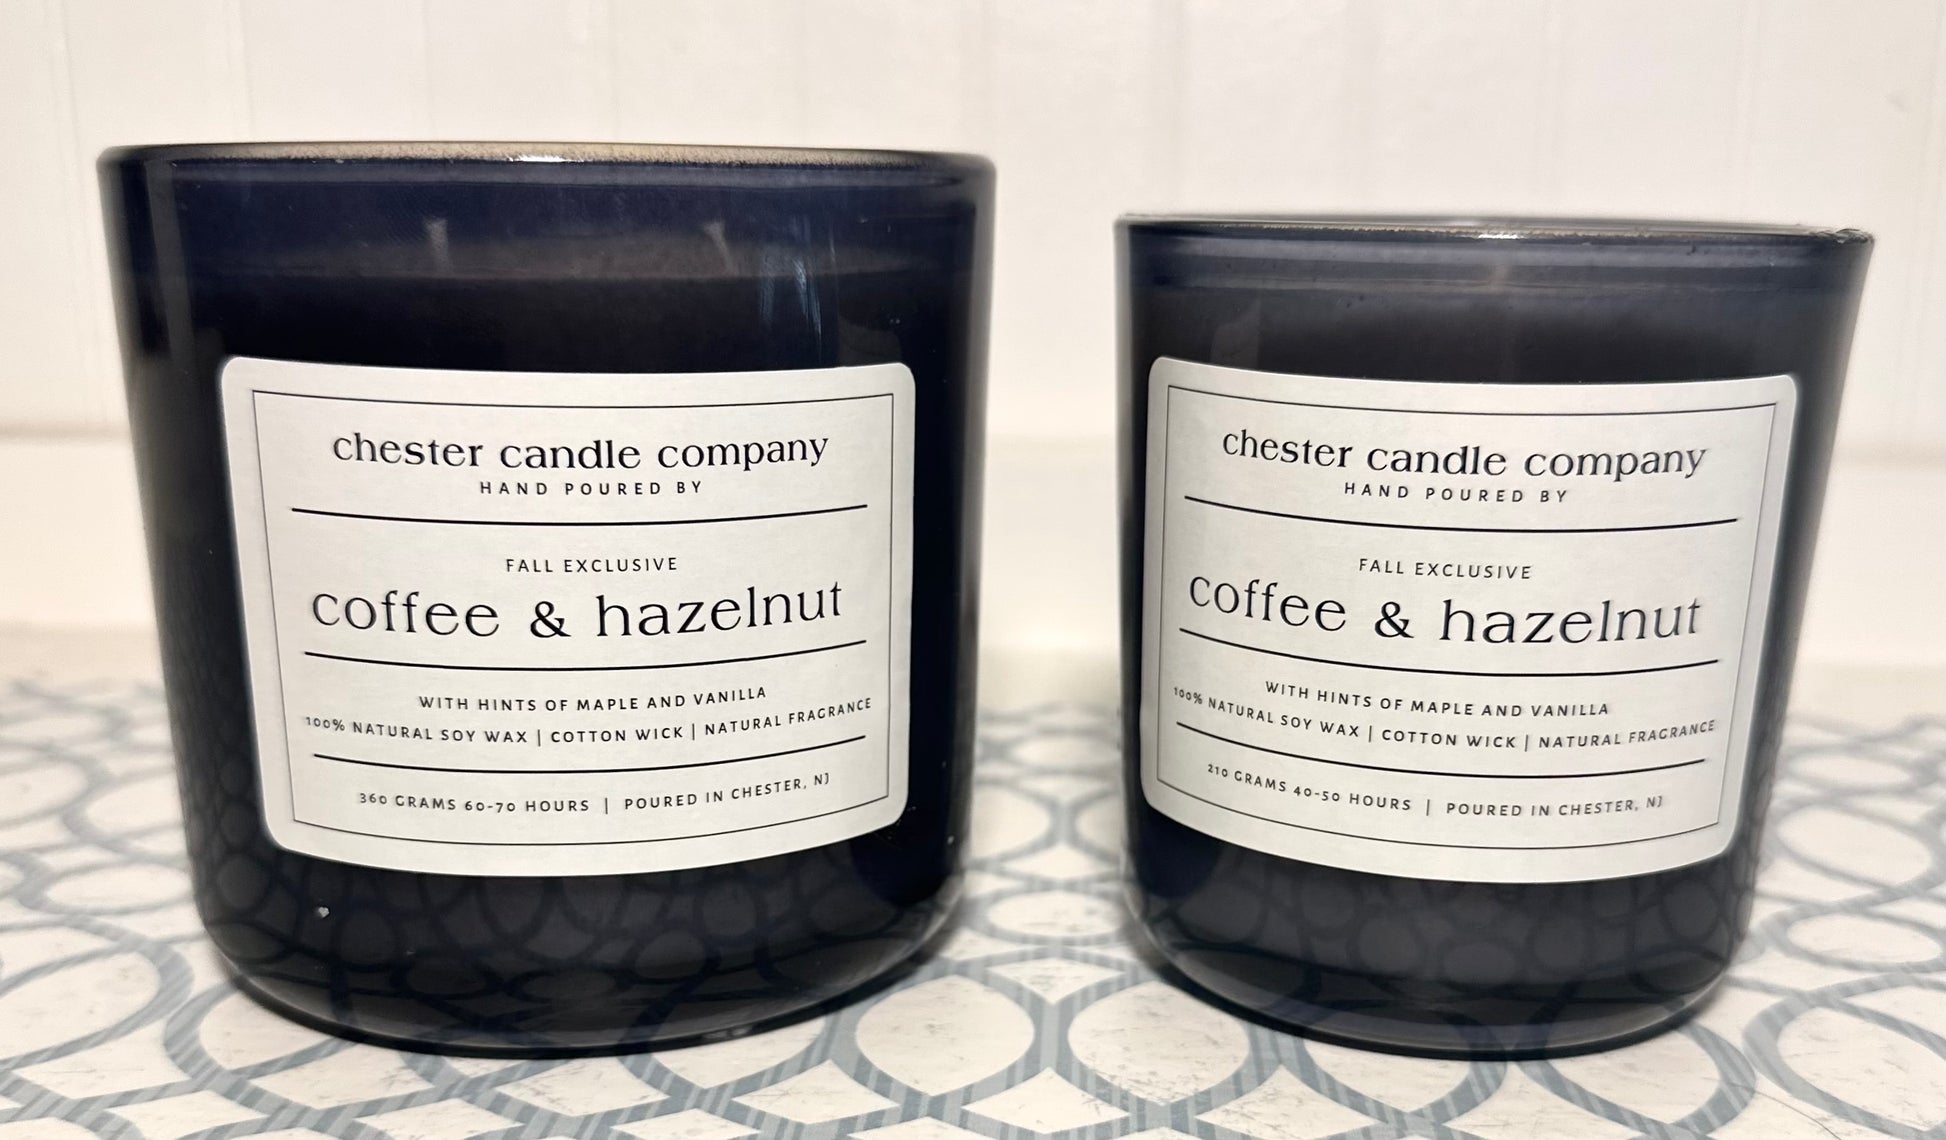 chester candle company
HAND POURED BY
FALL EXCLUSIVE
coffee & hazelnut
WITH HINTS OF MAPLE AND VANILLA
100% NATURAL SOY WAX | COTTON WICK | NATURAL FRAGRANCE
360 GRAMS 60-70 HOURS | POURED IN CHESTER, NJ
chester candle company
HAND POURED BY
FALL EXCLUSIVE
coffee & hazelnut
WITH HINTS OF MAPLE AND VANILLA
100% NATURAL SOY WAX | COTTON WICK | NATURAL FRAGRANCE
210 GRAMS 40-50 HOURS | POURED IN CHESTER, NJ